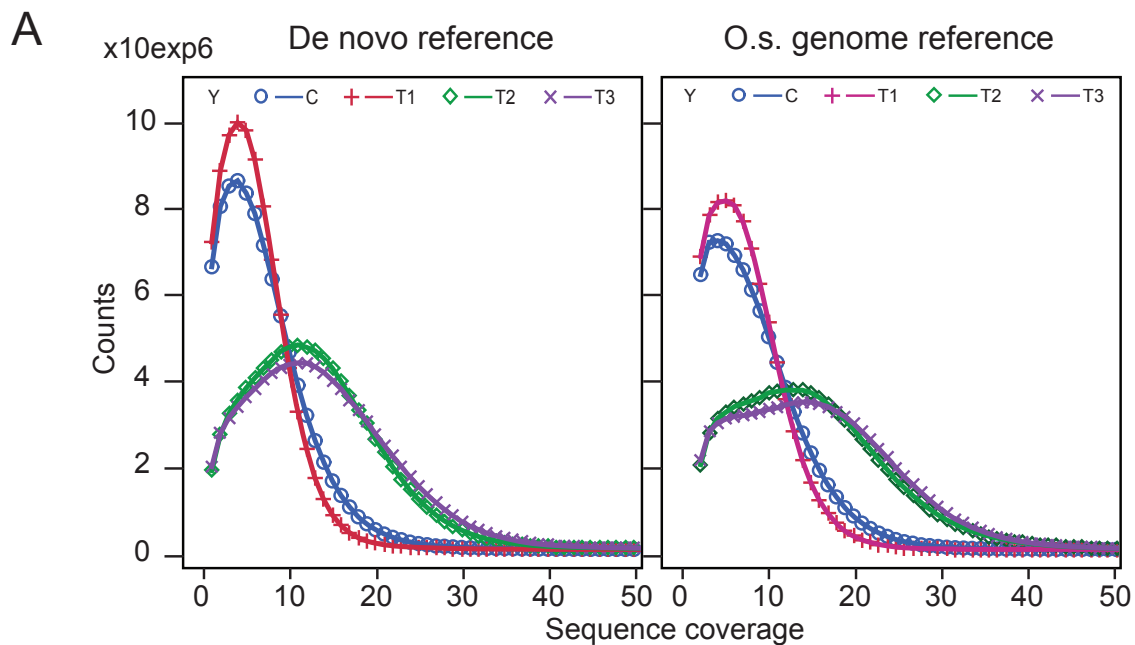 A
x10exp6
De novo reference
O.s. genome reference
Y C T1 T2 T3
Y C T1 T2 T3
10
8
6
4
2
0
Counts
0 10 20 30 40 50
0 10 20 30 40 50
Sequence coverage